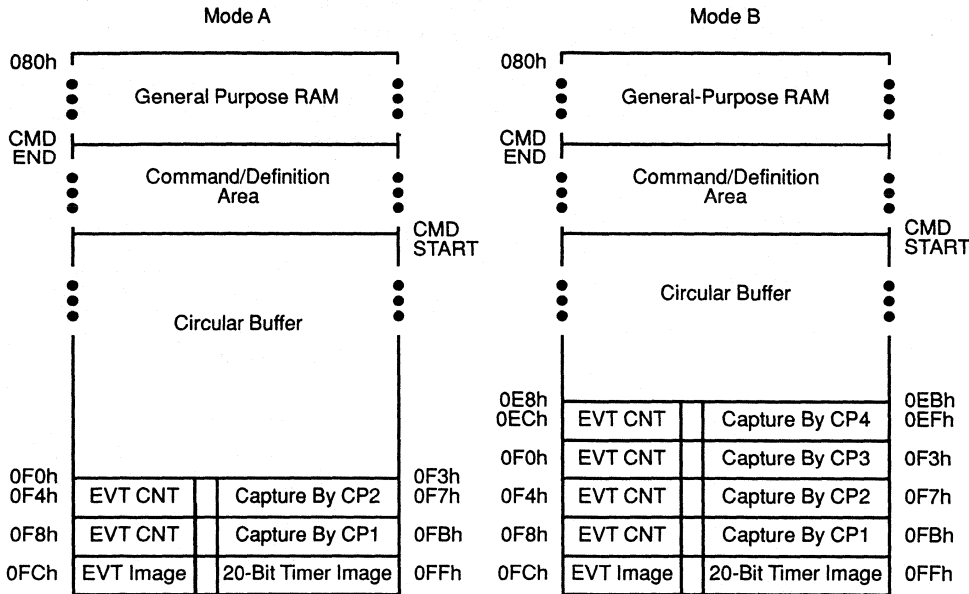 Mode A
080h
General Purpose RAM
CMD
END
Command/Definition
Area
CMD
START
Circular Buffer
0F0h
0F3h
0F4h EVT CNT Capture By CP2 0F7h
0F8h EVT CNT Capture By CP1 0FBh
0FCh EVT Image 20-Bit Timer Image 0FFh
Mode B
080h
General-Purpose RAM
CMD
END
Command/Definition
Area
CMD
START
Circular Buffer
0E8h
0EBh
0ECh EVT CNT Capture By CP4 0EFh
0F0h EVT CNT Capture By CP3 0F3h
0F4h EVT CNT Capture By CP2 0F7h
0F8h EVT CNT Capture By CP1 0FBh
0FCh EVT Image 20-Bit Timer Image 0FFh